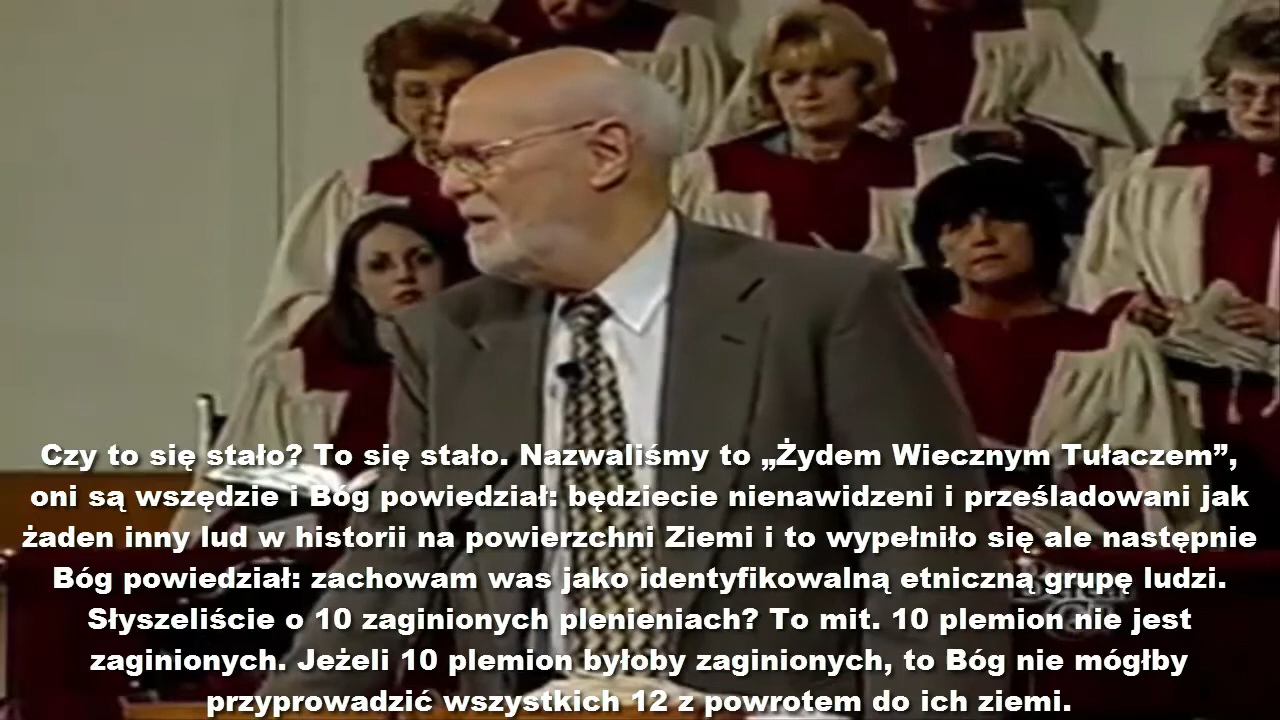 Czy to się stało? To się stało. Nazwaliśmy to „Żydem Wiecznym Tułaczem”,
oni są wszędzie i Bóg powiedział: będziecie nienawidzeni i prześladowani jak
żaden inny lud w historii na powierzchni Ziemi i to wypełniło się ale następnie
Bóg powiedział: zachowam was jako identyfikowalną etniczną grupę ludzi.
Słyszeliście o 10 zaginionych plenieniach? To mit. 10 plemion nie jest
zaginionych. Jeżeli 10 plemion byłoby zaginionych, to Bóg nie mógłby
przyprowadzić wszystkich 12 z powrotem do ich ziemi.